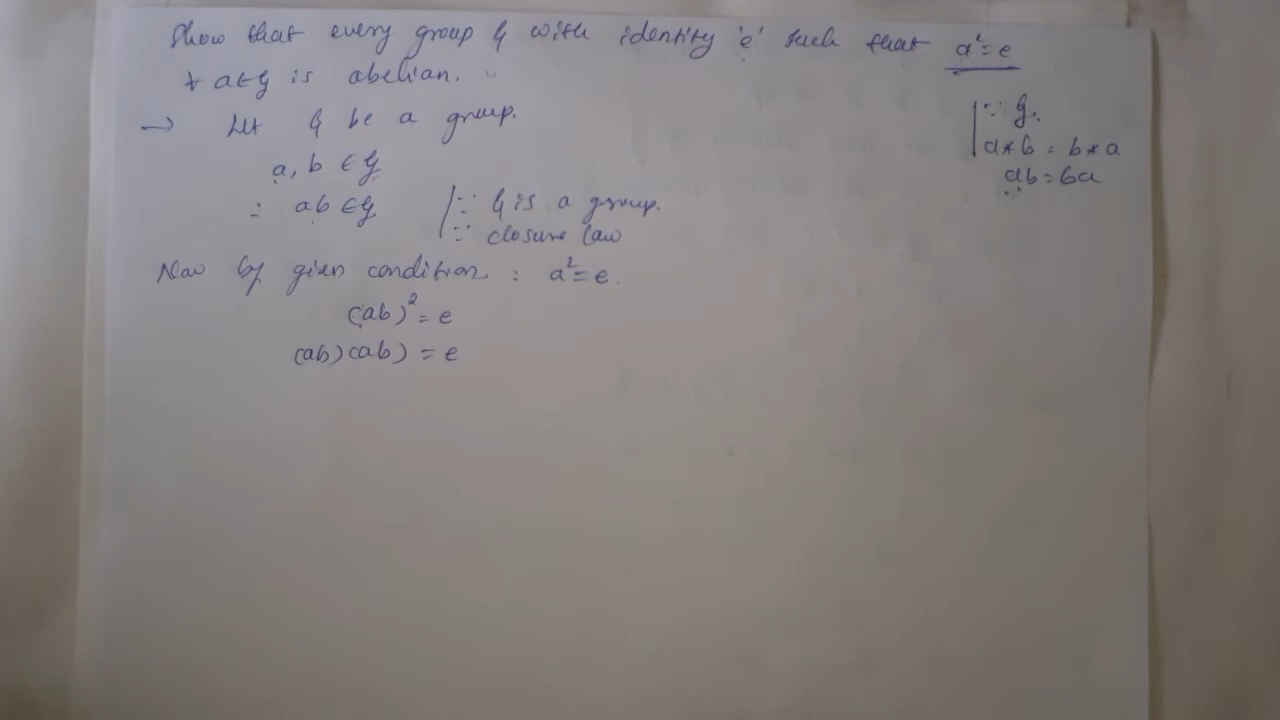 Show that every group G with identity 'e' such that a² = e
∀ a∈G is abelian.
→ Let G be a group.
a, b ∈ G
∴ ab ∈ G | ∵ G is a group.
∵ closure law
Now by given condition : a² = e.
(ab)² = e
(ab)(ab) = e
∵ G.
a * b = b * a
ab = ba